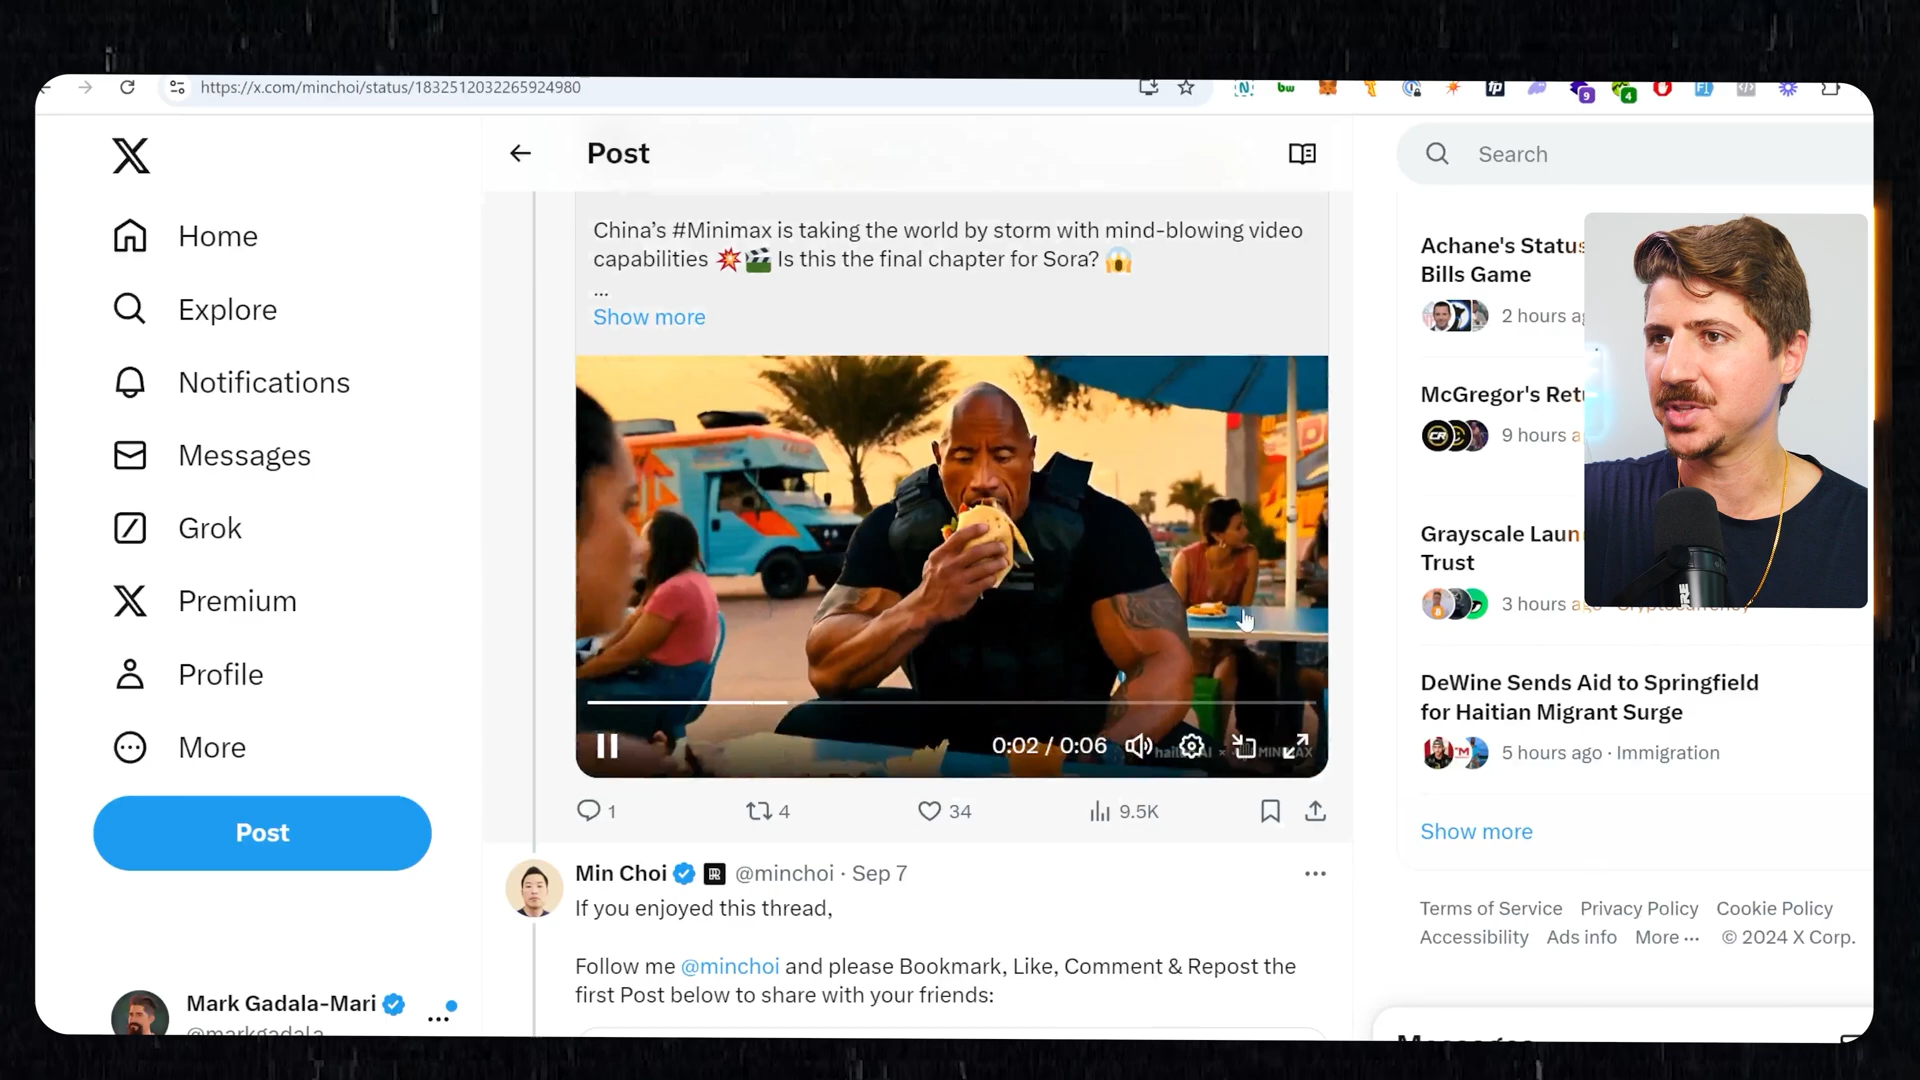 https://x.com/minchoi/status/1832512032265924980
Post
Search
Home
Explore
Notifications
Messages
Grok
Premium
Profile
More
Post
Mark Gadala-Mari
@markgadala
China's #Minimax is taking the world by storm with mind-blowing video
capabilities 💥🎬 Is this the final chapter for Sora? 😱
...
Show more
0:02 / 0:06
1
4
34
9.5K
Min Choi @minchoi · Sep 7
If you enjoyed this thread,
Follow me @minchoi and please Bookmark, Like, Comment & Repost the
first Post below to share with your friends:
Achane's Status
Bills Game
2 hours
McGregor's
9 hours
Grayscale
Trust
3 hours
DeWine Sends Aid to Springfield
for Haitian Migrant Surge
5 hours ago · Immigration
Show more
Terms of Service Privacy Policy Cookie Policy
Accessibility Ads info More ··· © 2024 X Corp.